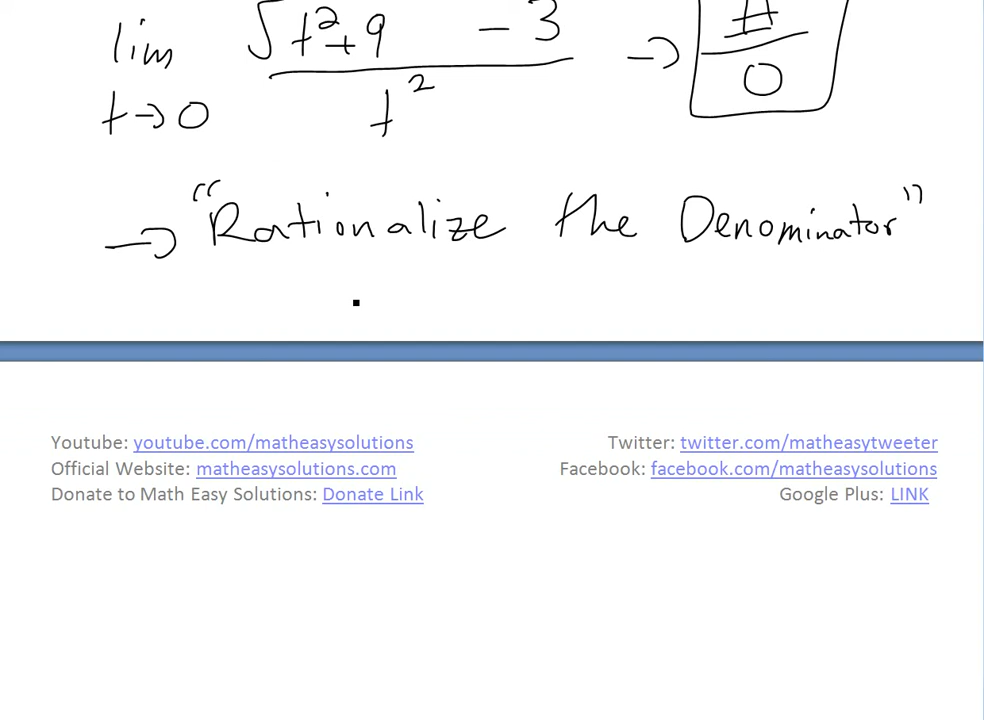 lim √t²+9 - 3 → #
t→0 t² 0
→ "Rationalize the Denominator"
Youtube: youtube.com/matheasysolutions
Twitter: twitter.com/matheasytweeter
Official Website: matheasysolutions.com
Facebook: facebook.com/matheasysolutions
Donate to Math Easy Solutions: Donate Link
Google Plus: LINK